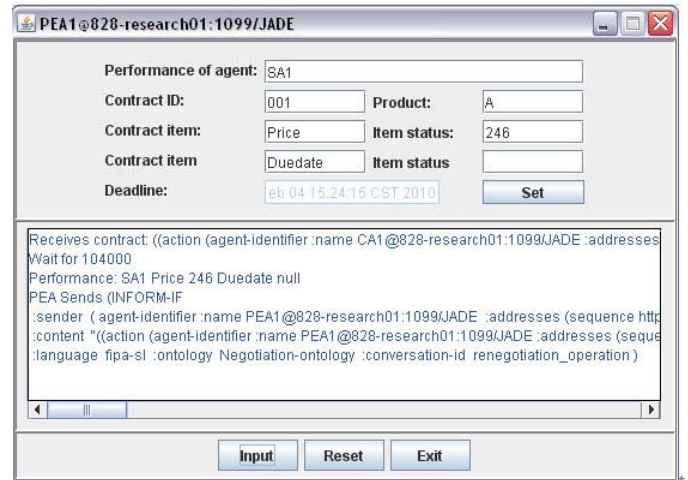 PEA1@828-research01:1099/JADE
Performance of agent: SA1
Contract ID: 001 Product: A
Contract item: Price Item status: 246
Contract item Duedate Item status
Deadline: eb 04 15:24:15 CST 2010 Set
Receives contract: ((action (agent-identifier :name CA1@828-research01:1099/JADE :addresses
Wait for 104000
Performance: SA1 Price 246 Duedate null
PEA Sends (INFORM-IF
:sender ( agent-identifier :name PEA1@828-research01:1099/JADE :addresses (sequence http
:content "((action (agent-identifier :name PEA1@828-research01:1099/JADE :addresses (seque
:language fipa-sl :ontology Negotiation-ontology :conversation-id renegotiation_operation )
Input Reset Exit